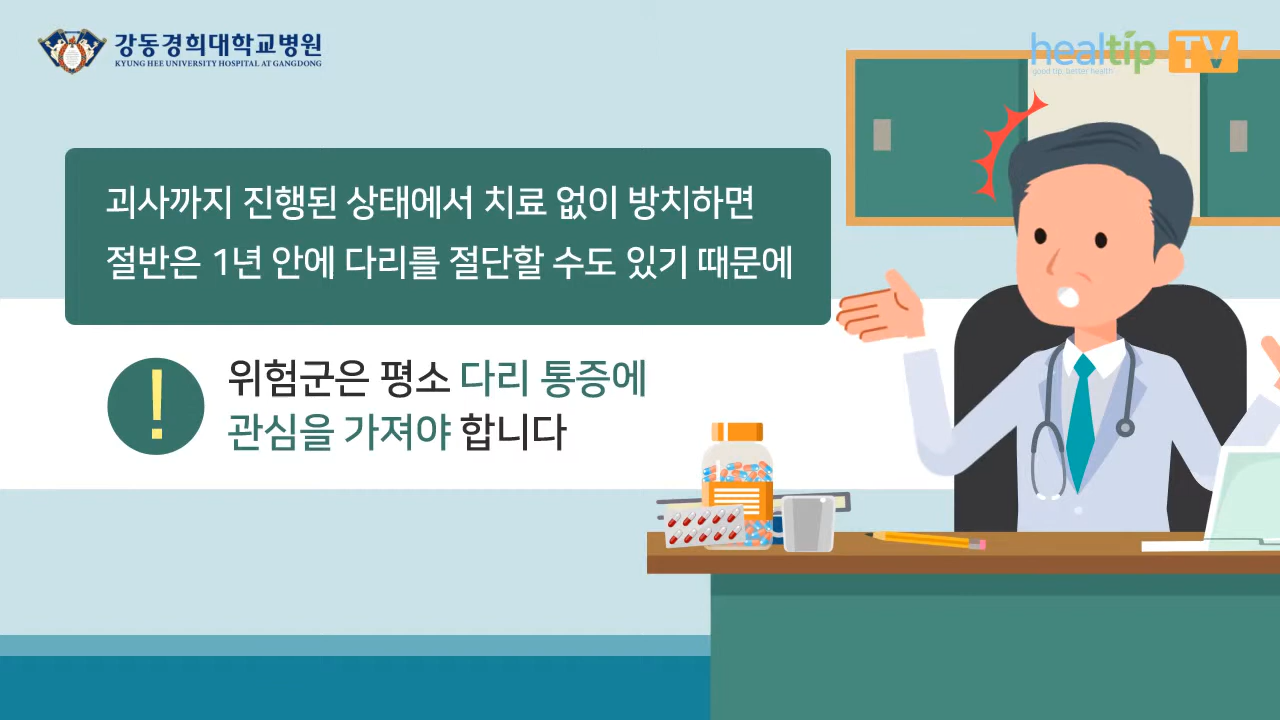 강동경희대학교병원
KYUNG HEE UNIVERSITY HOSPITAL AT GANGDONG
healtip TV
good tip, better health
괴사까지 진행된 상태에서 치료 없이 방치하면
절반은 1년 안에 다리를 절단할 수도 있기 때문에
!
위험군은 평소 다리 통증에
관심을 가져야 합니다